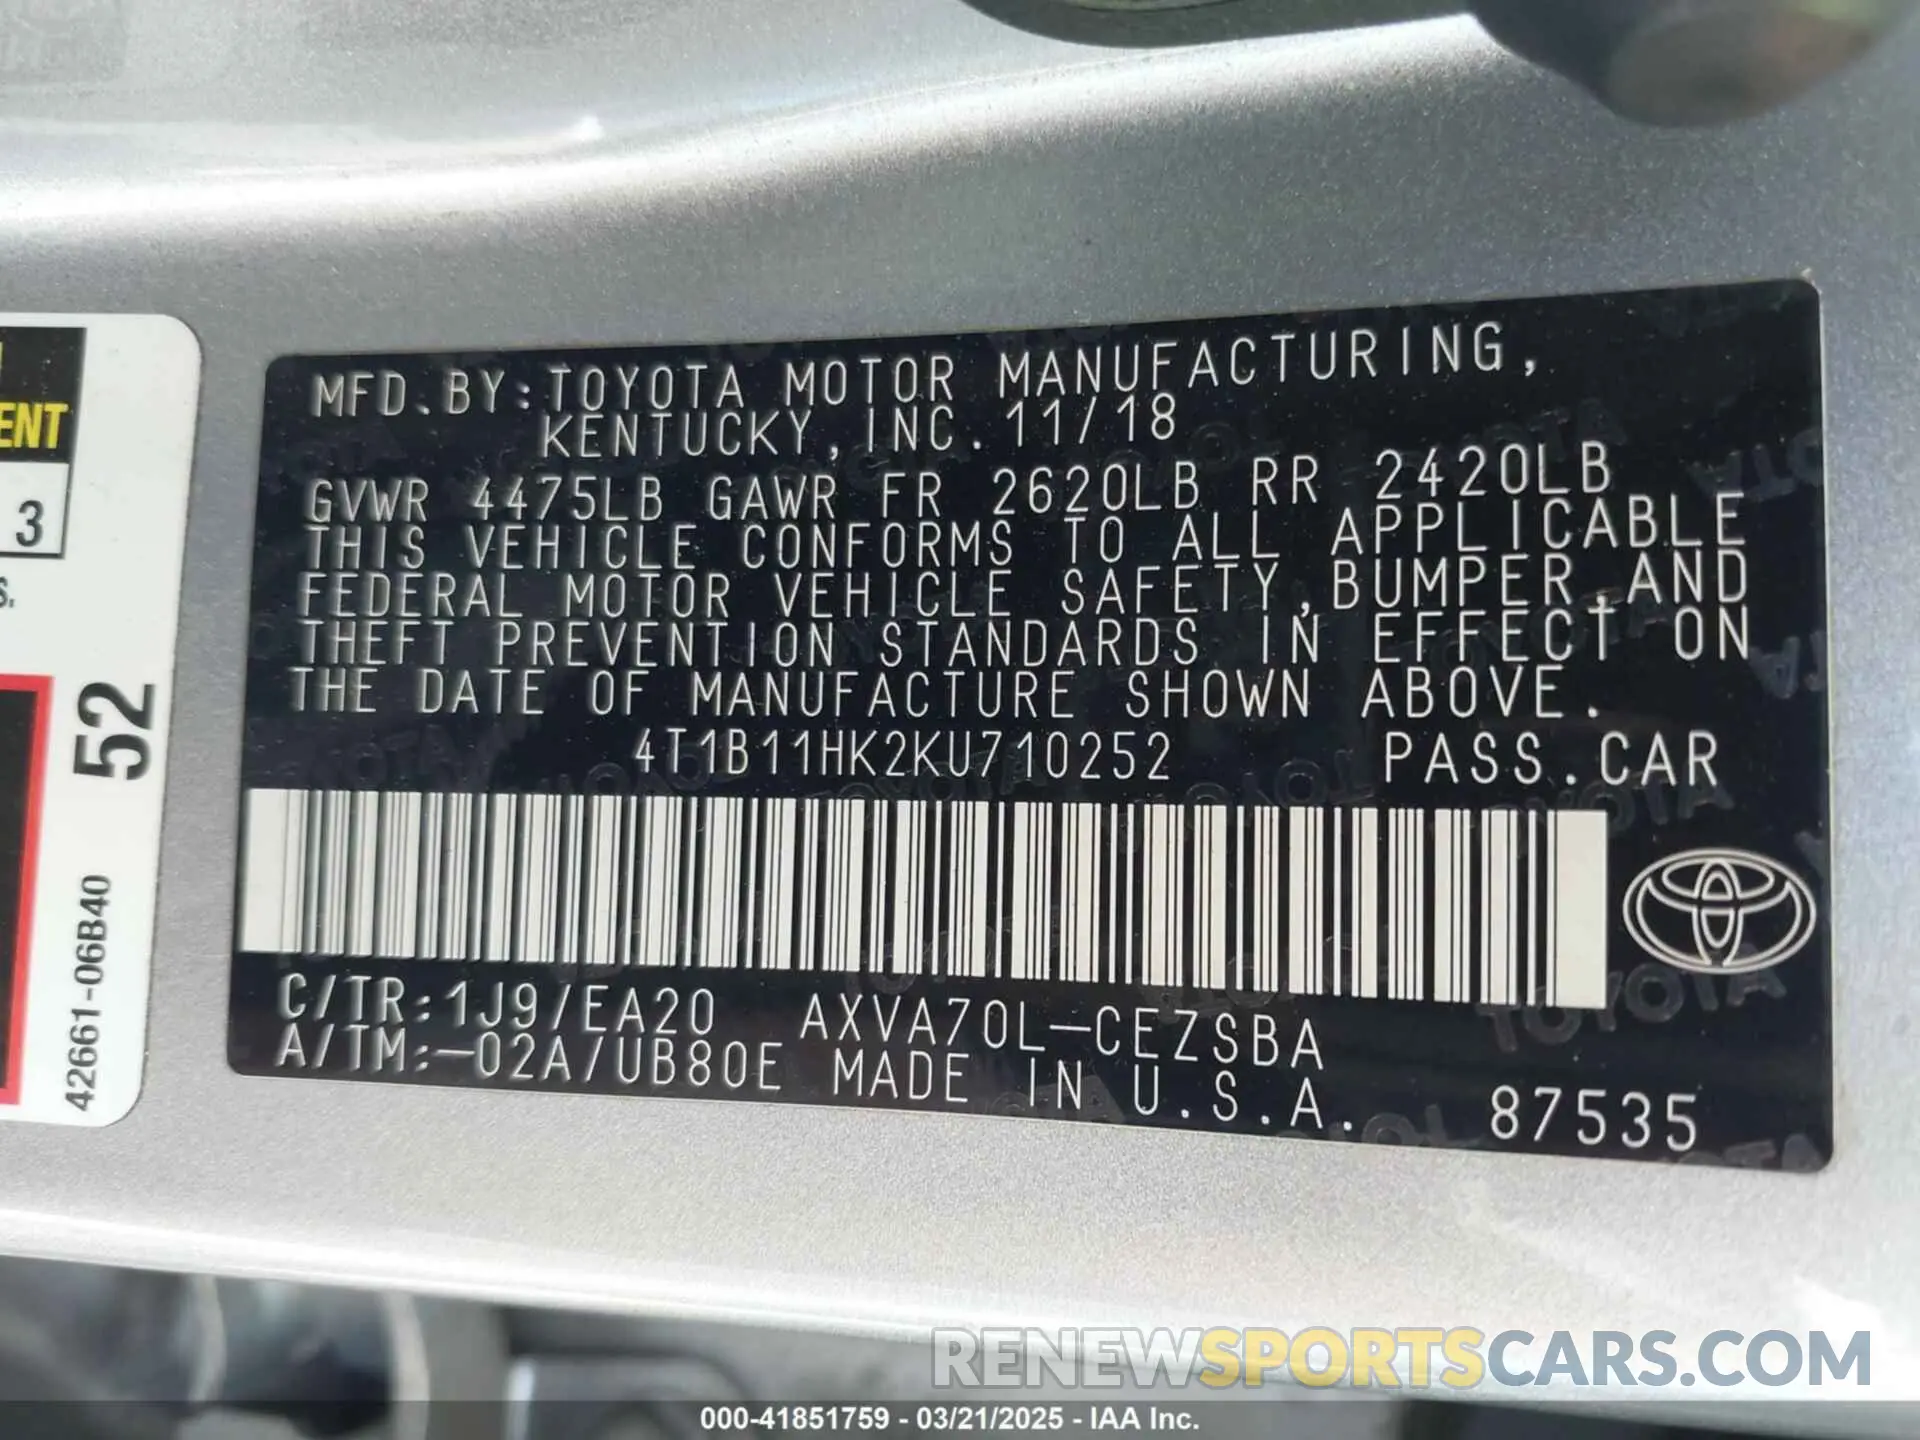 ENT
3
S.
52
42661-06B40
MFD.BY:TOYOTA MOTOR MANUFACTURING,
KENTUCKY,INC.11/18
GVWR 4475LB GAWR FR 2620LB RR 2420LB
THIS VEHICLE CONFORMS TO ALL APPLICABLE
FEDERAL MOTOR VEHICLE SAFETY,BUMPER,AND
THEFT PREVENTION STANDARDS IN EFFECT ON
THE DATE OF MANUFACTURE SHOWN ABOVE.
4T1B11HK2KU710252 PASS.CAR
C/TR:1J9/EA20 AXVA70L-CEZSBA
A/TM:-02A/UB80E MADE IN U.S.A. 87535
RENEWSPORTSCARS.COM
000-41851759 - 03/21/2025 - IAA Inc.